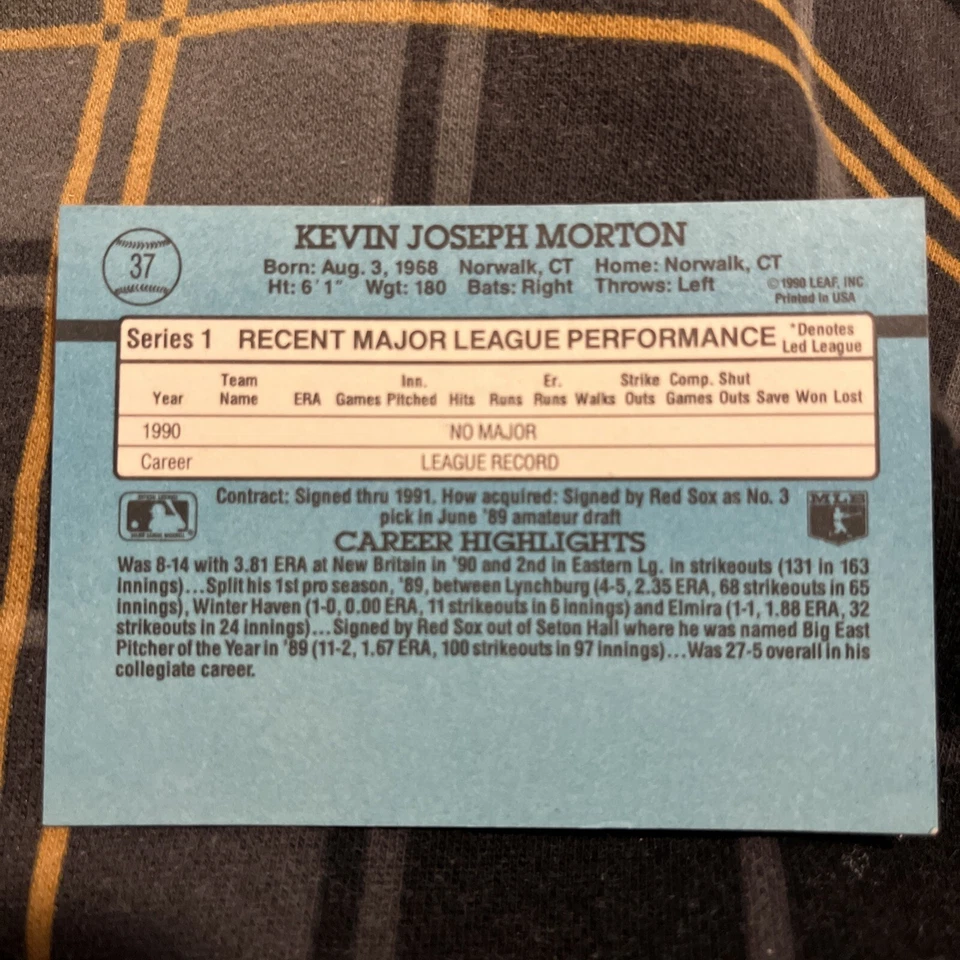 37
KEVIN JOSEPH MORTON
Born: Aug. 3, 1968 Norwalk, CT Home: Norwalk, CT
Ht: 6'1" Wgt: 180 Bats: Right Throws: Left
©1990 LEAF, INC.
Printed in USA
Series 1 RECENT MAJOR LEAGUE PERFORMANCE *Denotes Led League
Team Inn. Er. Strike Comp. Shut
Year Name ERA Games Pitched Hits Runs Runs Walks Outs Games Outs Save Won Lost
1990 NO MAJOR
Career LEAGUE RECORD
Contract: Signed thru 1991. How acquired: Signed by Red Sox as No. 3
pick in June '89 amateur draft
MLB
CAREER HIGHLIGHTS
Was 8-14 with 3.81 ERA at New Britain in '90 and 2nd in Eastern Lg. in strikeouts (131 in 163
innings)...Split his 1st pro season, '89, between Lynchburg (4-5, 2.35 ERA, 68 strikeouts in 65
innings), Winter Haven (1-0, 0.00 ERA, 11 strikeouts in 6 innings) and Elmira (1-1, 1.88 ERA, 32
strikeouts in 24 innings)...Signed by Red Sox out of Seton Hall where he was named Big East
Pitcher of the Year in '89 (11-2, 1.67 ERA, 100 strikeouts in 97 innings)...Was 27-5 overall in his
collegiate career.